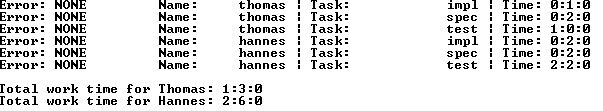 Error: NONE Name: thomas | Task: impl | Time: 0:1:0
Error: NONE Name: thomas | Task: spec | Time: 0:2:0
Error: NONE Name: thomas | Task: test | Time: 1:0:0
Error: NONE Name: hannes | Task: impl | Time: 0:2:0
Error: NONE Name: hannes | Task: spec | Time: 0:2:0
Error: NONE Name: hannes | Task: test | Time: 2:2:0
Total work time for Thomas: 1:3:0
Total work time for Hannes: 2:6:0